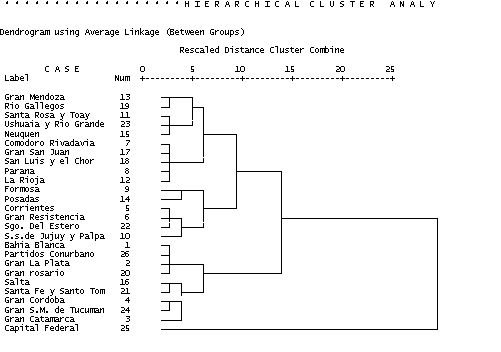 * * * * * * * * * * * * * * * * * * * H I E R A R C H I C A L  C L U S T E R  A N A L Y
Dendrogram using Average Linkage (Between Groups)
Rescaled Distance Cluster Combine
C A S E 0 5 10 15 20 25
Label Num +---------+---------+---------+---------+---------+
Gran Mendoza 13
Rio Gallegos 19
Santa Rosa y Toay 11
Ushuaia y Rio Grande 23
Neuquen 15
Comodoro Rivadavia 7
Gran San Juan 17
San Luis y el Chor 18
Parana 8
La Rioja 12
Formosa 9
Posadas 14
Corrientes 5
Gran Resistencia 6
Sgo. Del Estero 22
S.s.de Jujuy y Palpa 10
Bahia Blanca 1
Partidos Conurbano 26
Gran La Plata 2
Gran rosario 20
Salta 16
Santa Fe y Santo Tom 21
Gran Cordoba 4
Gran S.M. de Tucuman 24
Gran Catamarca 3
Capital Federal 25